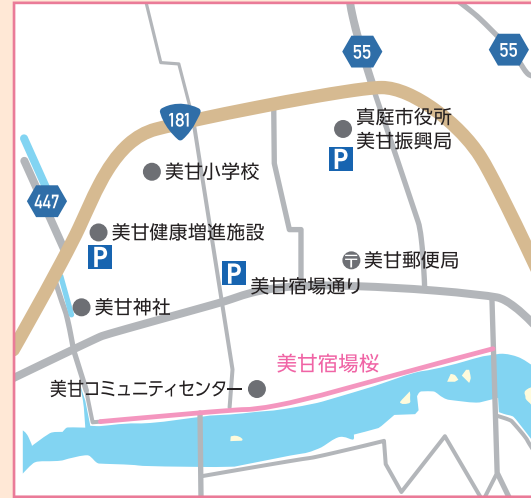 55
55
181
真庭市役所
美甘振興局
P
美甘小学校
447
美甘健康増進施設
P
〒美甘郵便局
P
美甘宿場通り
美甘神社
美甘宿場桜
美甘コミュニティセンター